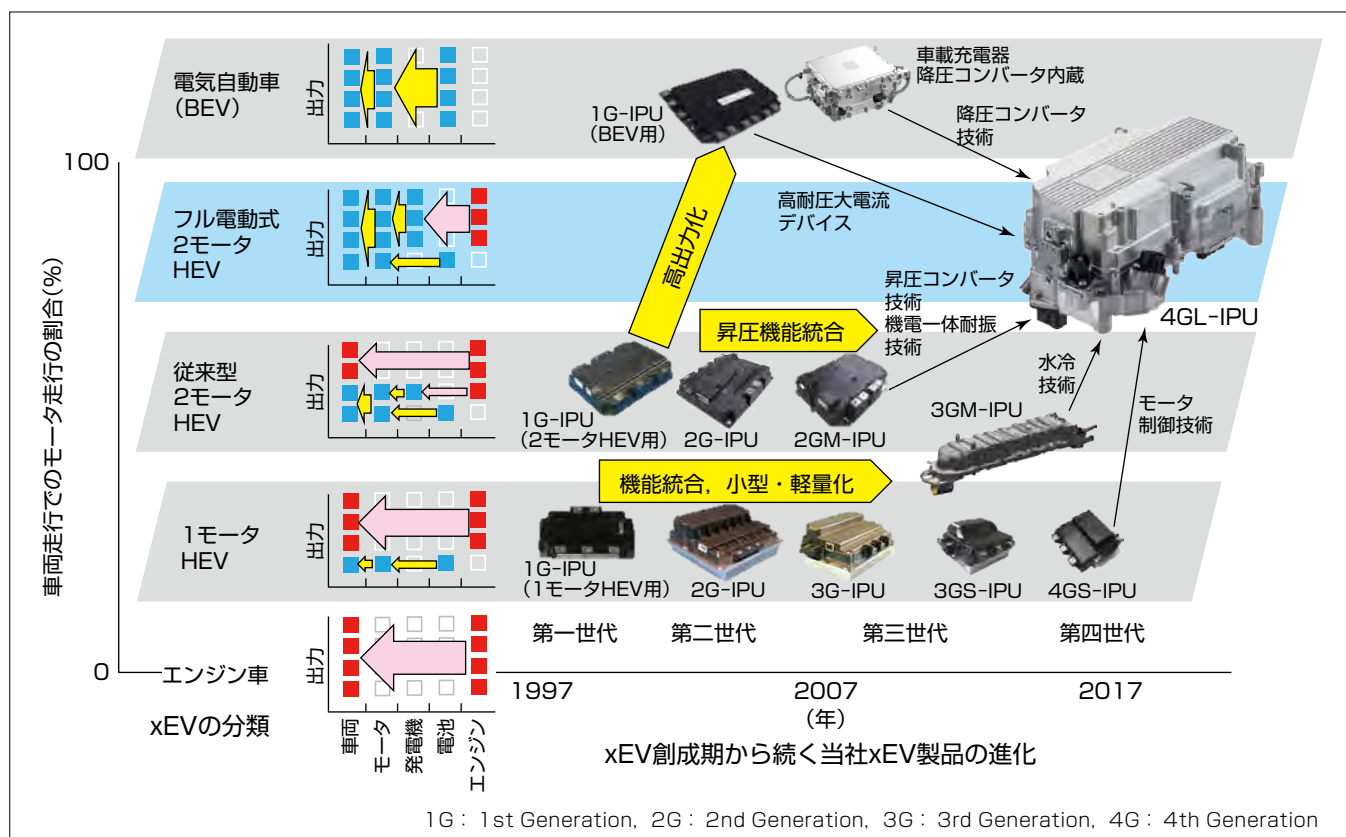 車両走行でのモータ走行の割合(%)
100
0
電気自動車
(BEV)
出力
1G-IPU
(BEV用)
車載充電器
降圧コンバータ内蔵
降圧コンバータ
技術
フル電動式
2モータ
HEV
出力
高出力化
高耐圧大電流
デバイス
4GL-IPU
従来型
2モータ
HEV
出力
昇圧機能統合
昇圧コンバータ
技術
機電一体耐振
技術
1G-IPU
(2モータHEV用)
2G-IPU
2GM-IPU
3GM-IPU
水冷
技術
モータ
制御技術
機能統合,小型・軽量化
1モータ
HEV
出力
1G-IPU
(1モータHEV用)
2G-IPU
3G-IPU
3GS-IPU
4GS-IPU
第一世代
第二世代
第三世代
第四世代
エンジン車
出力
1997
2007
2017
(年)
xEVの分類
車両
モータ
発電機
電池
エンジン
xEV創成期から続く当社xEV製品の進化
1G:1st Generation, 2G:2nd Generation, 3G:3rd Generation, 4G:4th Generation